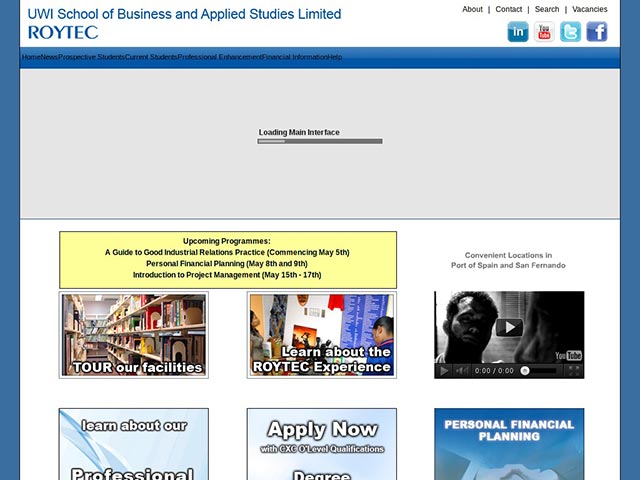 UWI School of Business and Applied Studies Limited
ROYTEC
About | Contact | Search | Vacancies
in You Tube t f
HomeNewsProspective StudentsCurrent StudentsProfessional EnhancementFinancial InformationHelp
Loading Main Interface
Upcoming Programmes:
A Guide to Good Industrial Relations Practice (Commencing May 5th)
Personal Financial Planning (May 8th and 9th)
Introduction to Project Management (May 15th - 17th)
Convenient Locations in
Port of Spain and San Fernando
TOUR our facilities
Learn about the
ROYTEC Experience
0:00 / 0:00
YouTube
learn about our
Professional
Apply Now
with CXC O'Level Qualifications
Degree
PERSONAL FINANCIAL
PLANNING